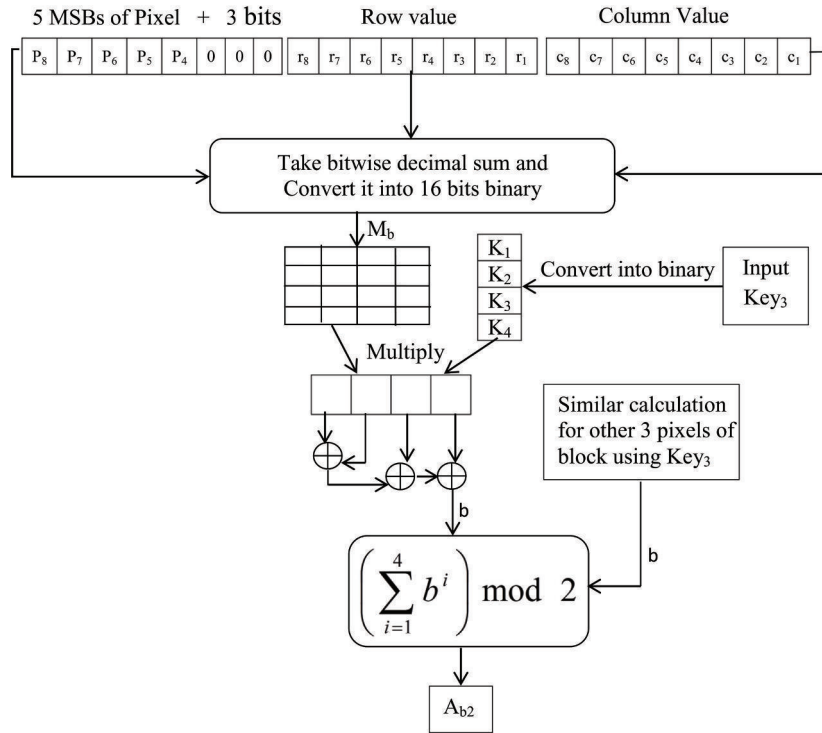 5 MSBs of Pixel + 3 bits Row value Column Value
P₈ P₇ P₆ P₅ P₄ 0 0 0 r₈ r₇ r₆ r₅ r₄ r₃ r₂ r₁ c₈ c₇ c₆ c₅ c₄ c₃ c₂ c₁
Take bitwise decimal sum and
Convert it into 16 bits binary
M_b
K₁
K₂
K₃
K₄
Convert into binary
Input
Key₃
Multiply
Similar calculation
for other 3 pixels of
block using Key₃
b
b
(∑_{i=1}^{4} b^i) mod 2
A_{b2}